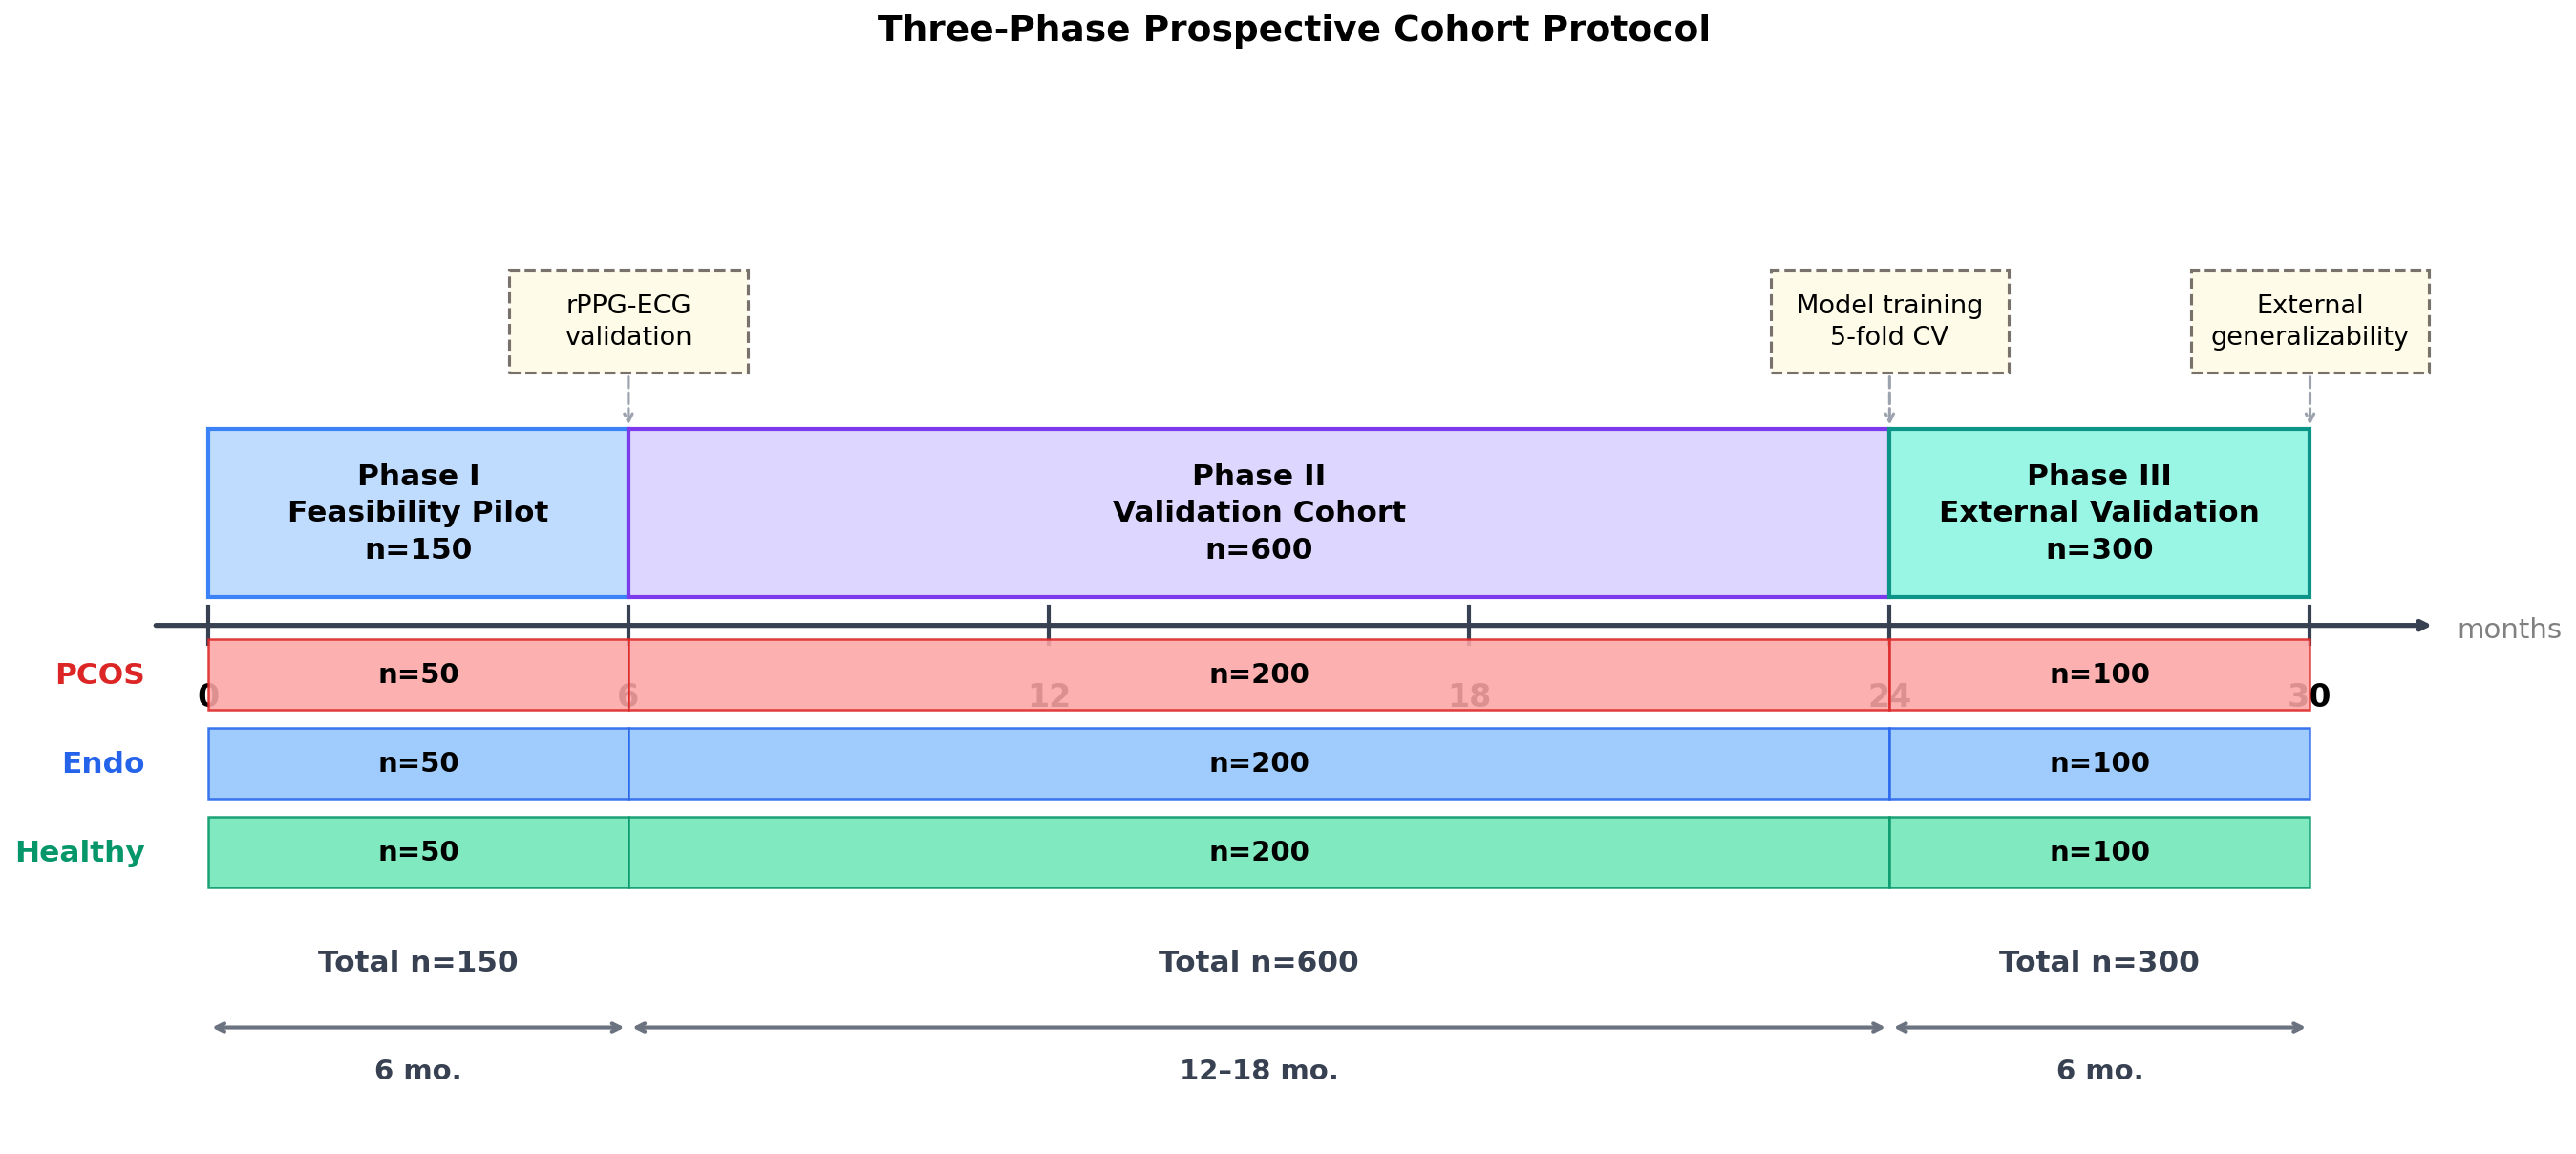 Three-Phase Prospective Cohort Protocol
rPPG-ECG
validation
Model training
5-fold CV
External
generalizability
Phase I
Feasibility Pilot
n=150
Phase II
Validation Cohort
n=600
Phase III
External Validation
n=300
months
PCOS n=50 n=200 n=100
0 6 12 18 24 30
Endo n=50 n=200 n=100
Healthy n=50 n=200 n=100
Total n=150 Total n=600 Total n=300
6 mo. 12–18 mo. 6 mo.